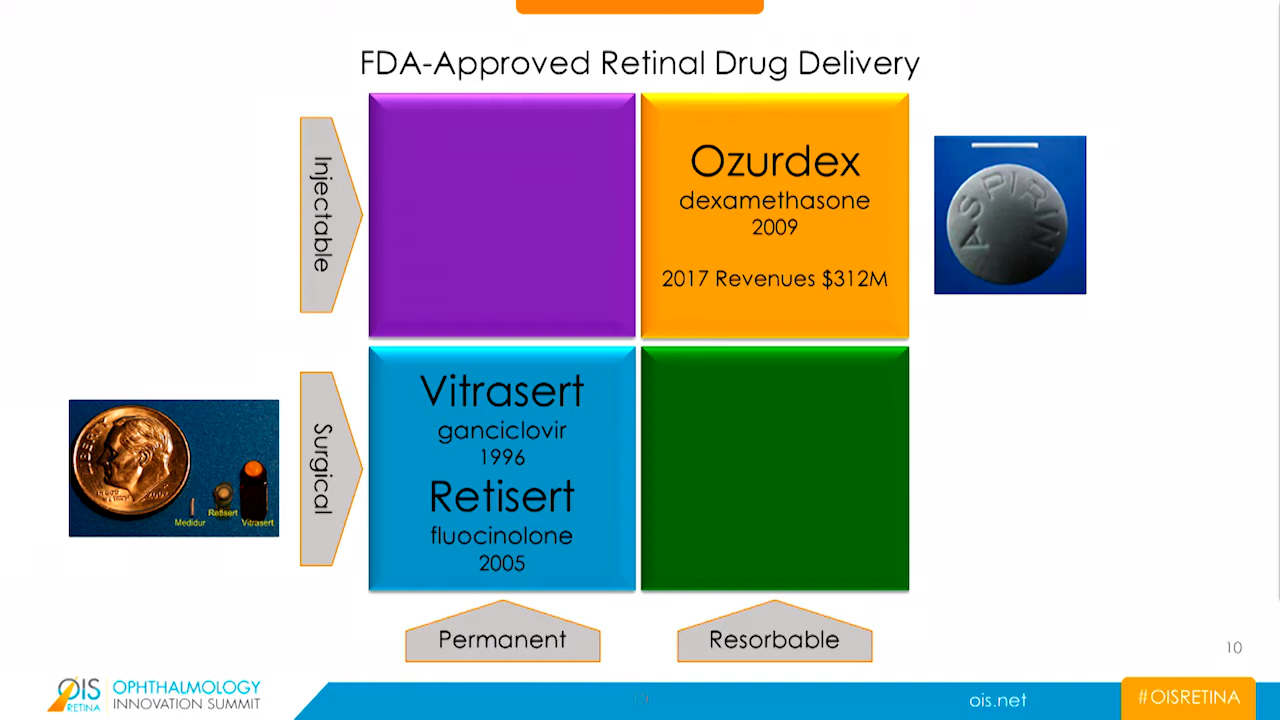 FDA-Approved Retinal Drug Delivery
Injectable
Ozurdex
dexamethasone
2009
2017 Revenues $312M
ASPIRIN
Surgical
Vitrasert
ganciclovir
1996
Retisert
fluocinolone
2005
Medidur
Retisert
Vitrasert
Permanent
Resorbable
10
OIS
RETINA
OPHTHALMOLOGY
INNOVATION SUMMIT
ois.net
#OISRETINA